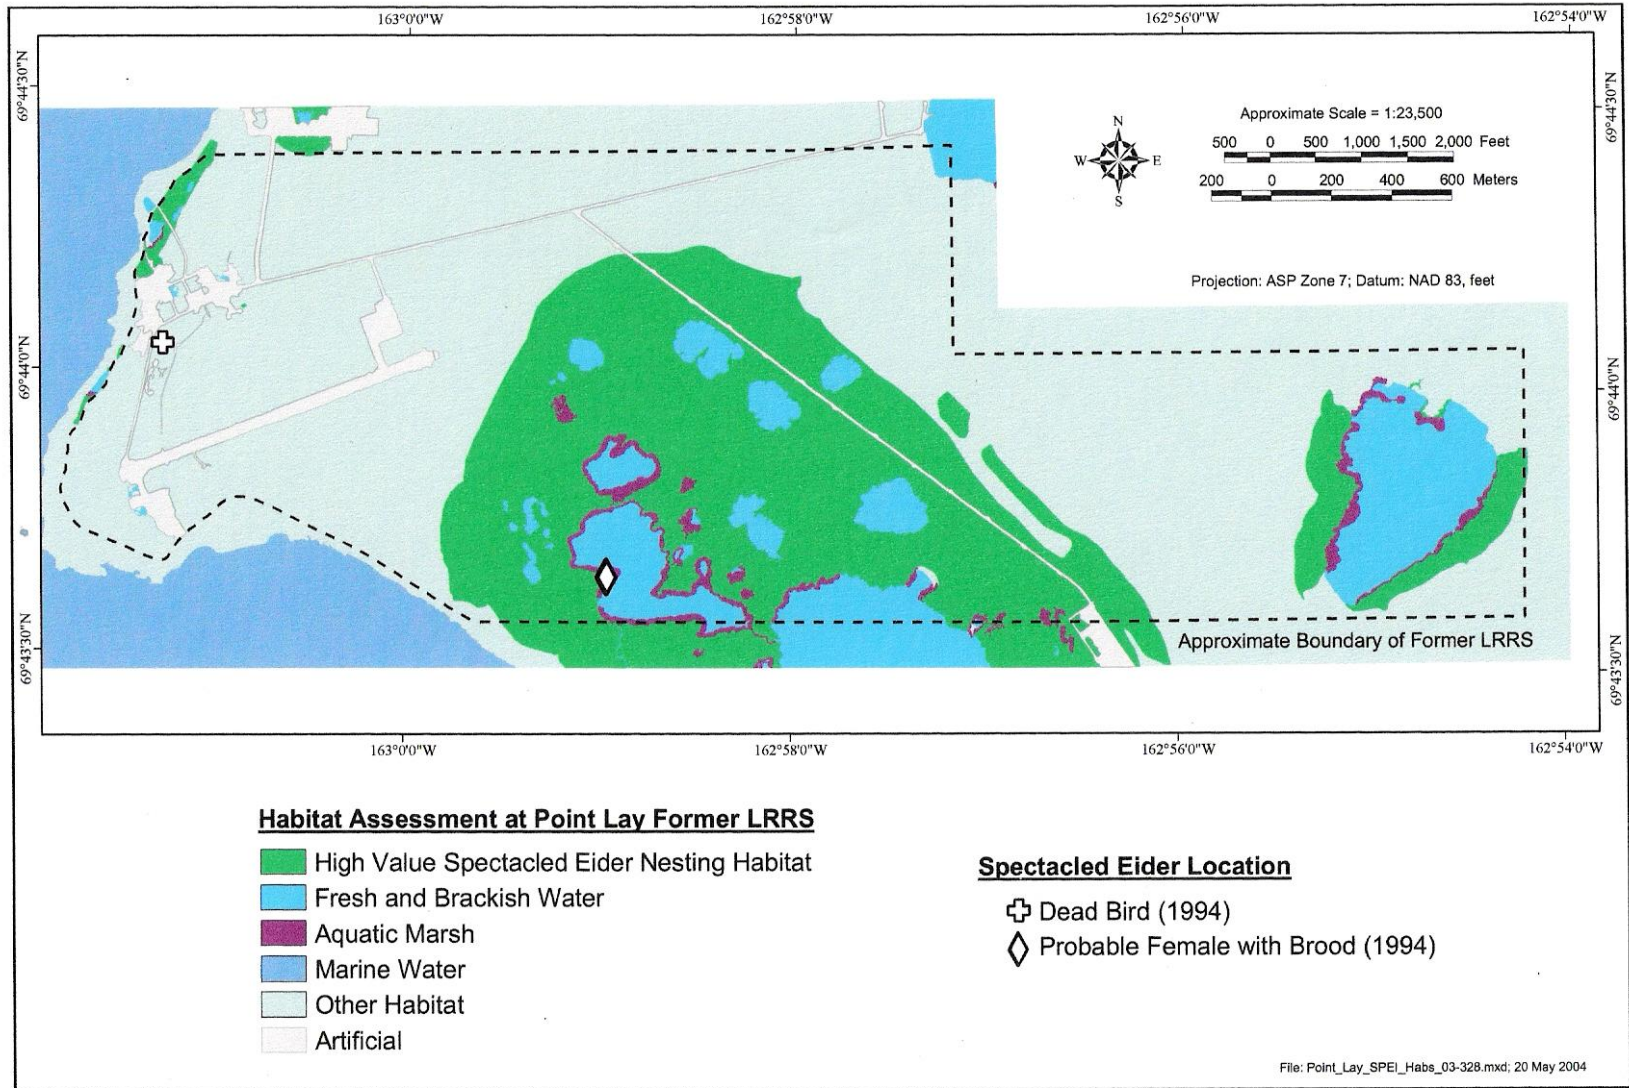 163°0'0"W 162°58'0"W 162°56'0"W 162°54'0"W
69°44'30"N
69°44'30"N
Approximate Scale = 1:23,500
500 0 500 1,000 1,500 2,000 Feet
200 0 200 400 600 Meters
N
W E
S
Projection: ASP Zone 7; Datum: NAD 83, feet
69°44'0"N
69°44'0"N
69°43'30"N
69°43'30"N
Approximate Boundary of Former LRRS
163°0'0"W 162°58'0"W 162°56'0"W 162°54'0"W
Habitat Assessment at Point Lay Former LRRS
High Value Spectacled Eider Nesting Habitat
Fresh and Brackish Water
Aquatic Marsh
Marine Water
Other Habitat
Artificial
Spectacled Eider Location
Dead Bird (1994)
Probable Female with Brood (1994)
File: Point_Lay_SPEI_Habs_03-328.mxd; 20 May 2004